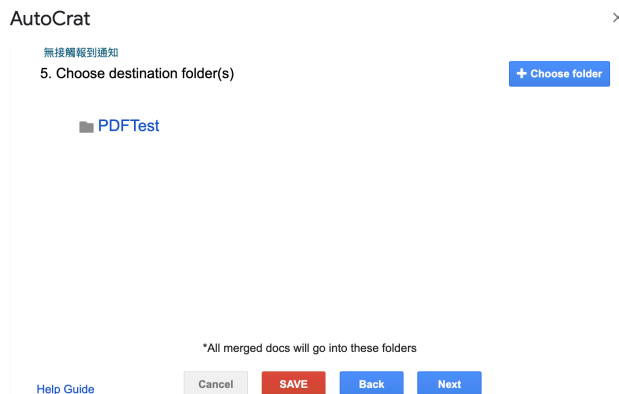 AutoCrat
無接觸報到通知
5. Choose destination folder(s)
+ Choose folder
PDFTest
*All merged docs will go into these folders
Help Guide
Cancel
SAVE
Back
Next